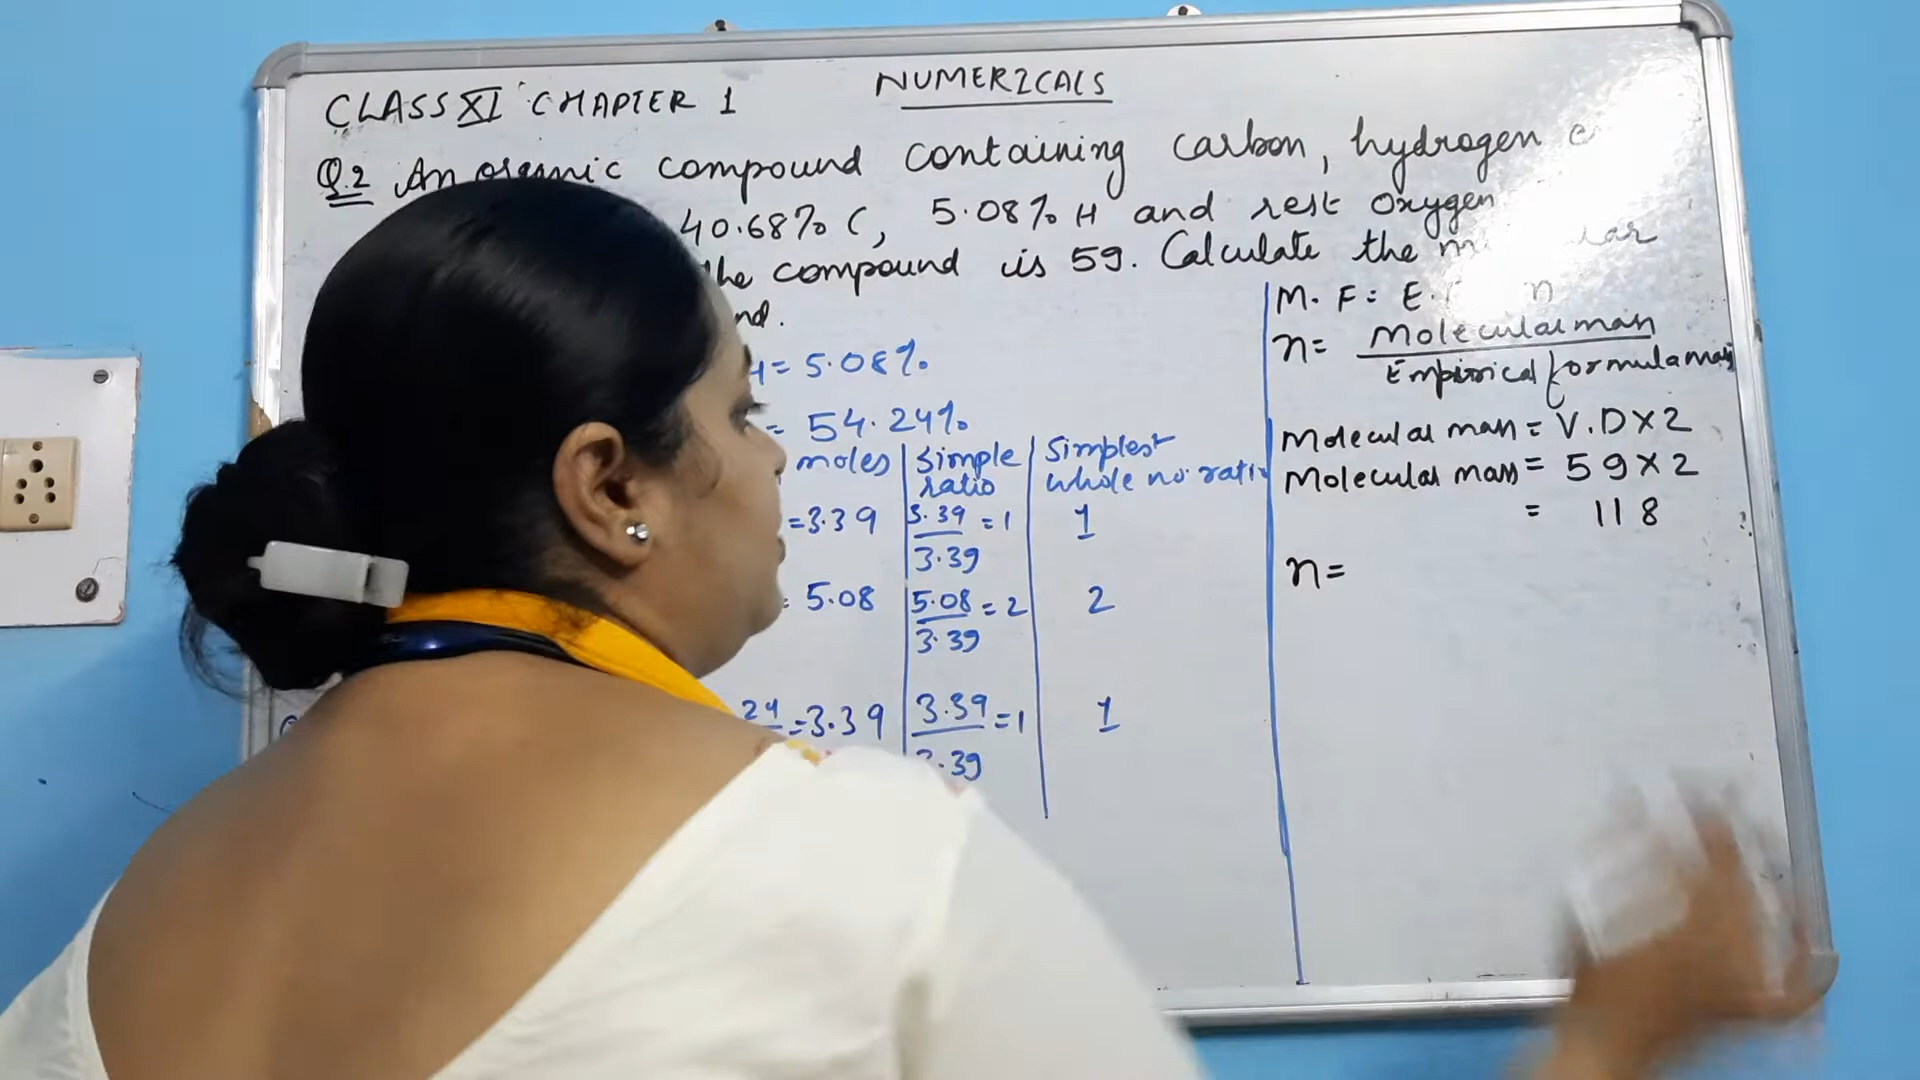 CLASS XI CHAPTER 1
NUMERICALS
Q.2 An organic compound containing carbon, hydrogen
40.68% C, 5.08% H and rest oxygen
the compound is 59. Calculate the
nd.
H = 5.08%
= 54.24%
moles
Simple ratio
Simplest whole no. ratio
=3.39
3.39/3.39 = 1
1
= 5.08
5.08/3.39 = 2
2
24 =3.39
3.39/3.39 =1
1
M. F = E. n
n = Molecular mass / Empirical formula mass
Molecular mass = V.D X 2
Molecular mass = 59 X 2
= 118
n =